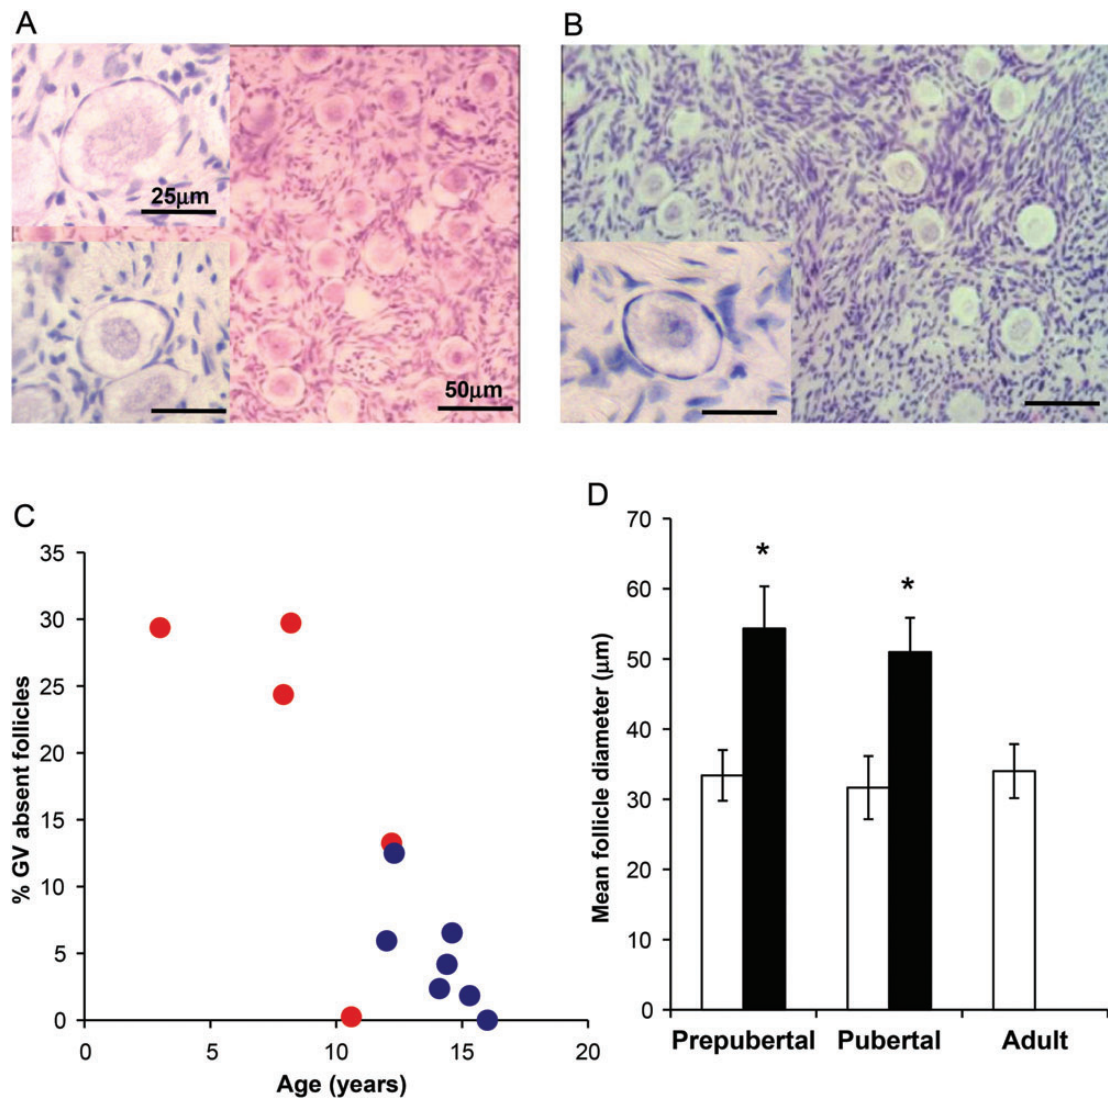 A
B
25µm
50µm
C
D
% GV absent follicles
35
30
25
20
15
10
5
0
0 5 10 15 20
Age (years)
Mean follicle diameter (µm)
70
60
50
40
30
20
10
0
*
*
Prepubertal Pubertal Adult